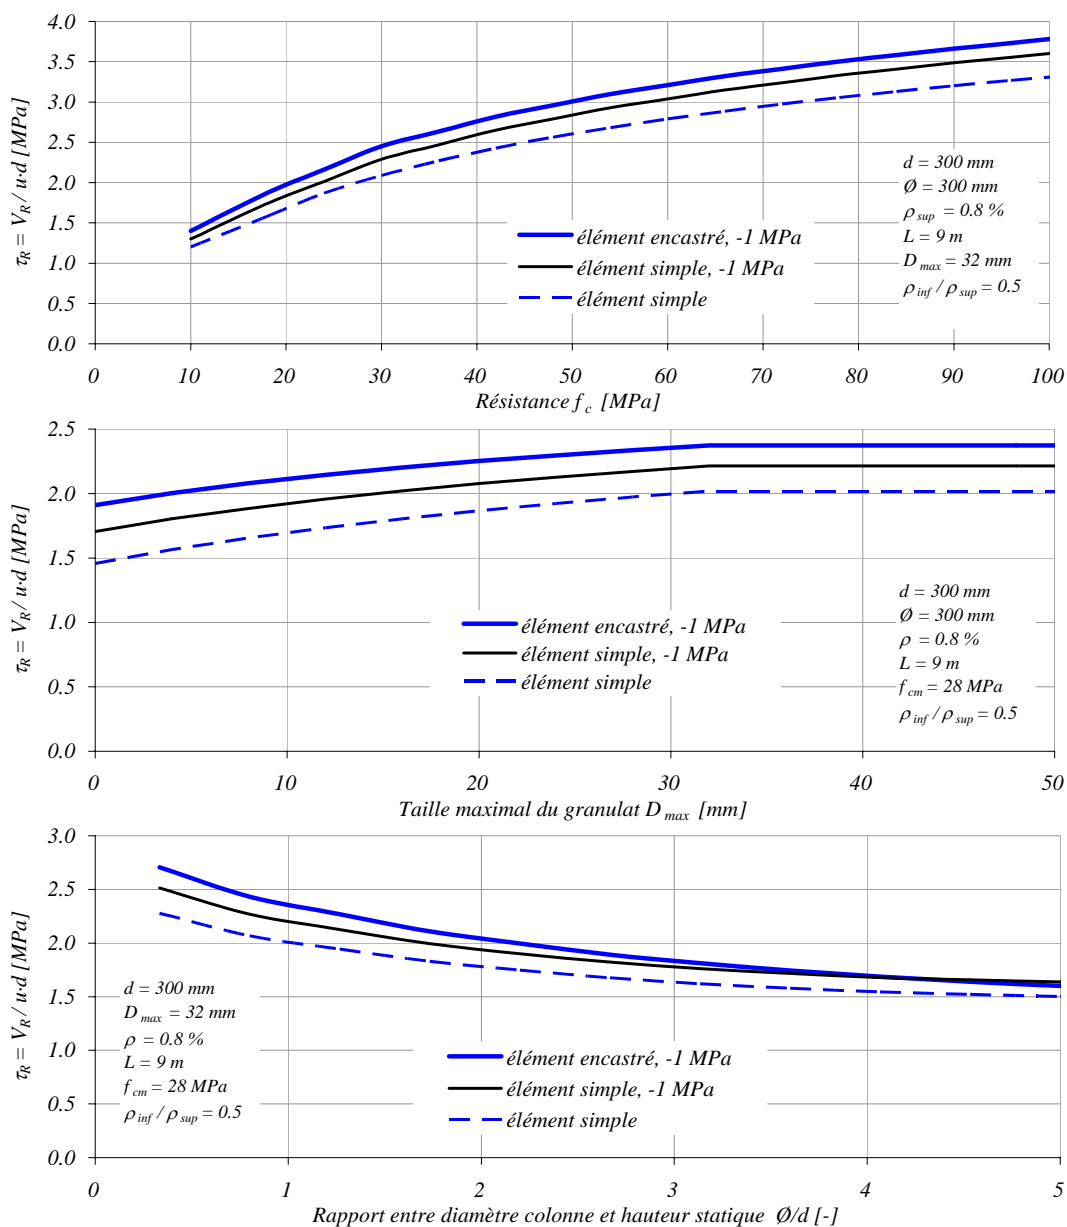 4.0
3.5
3.0
2.5
2.0
1.5
1.0
0.5
0.0
τR = VR / u·d [MPa]
d = 300 mm
Ø = 300 mm
ρsup = 0.8 %
L = 9 m
Dmax = 32 mm
ρinf / ρsup = 0.5
élément encastré, -1 MPa
élément simple, -1 MPa
élément simple
0 10 20 30 40 50 60 70 80 90 100
Résistance fc [MPa]
2.5
2.0
1.5
1.0
0.5
0.0
τR = VR / u·d [MPa]
d = 300 mm
Ø = 300 mm
ρ = 0.8 %
L = 9 m
fcm = 28 MPa
ρinf / ρsup = 0.5
élément encastré, -1 MPa
élément simple, -1 MPa
élément simple
0 10 20 30 40 50
Taille maximal du granulat Dmax [mm]
3.0
2.5
2.0
1.5
1.0
0.5
0.0
τR = VR / u·d [MPa]
d = 300 mm
Dmax = 32 mm
ρ = 0.8 %
L = 9 m
fcm = 28 MPa
ρinf / ρsup = 0.5
élément encastré, -1 MPa
élément simple, -1 MPa
élément simple
0 1 2 3 4 5
Rapport entre diamètre colonne et hauteur statique Ø/d [-]